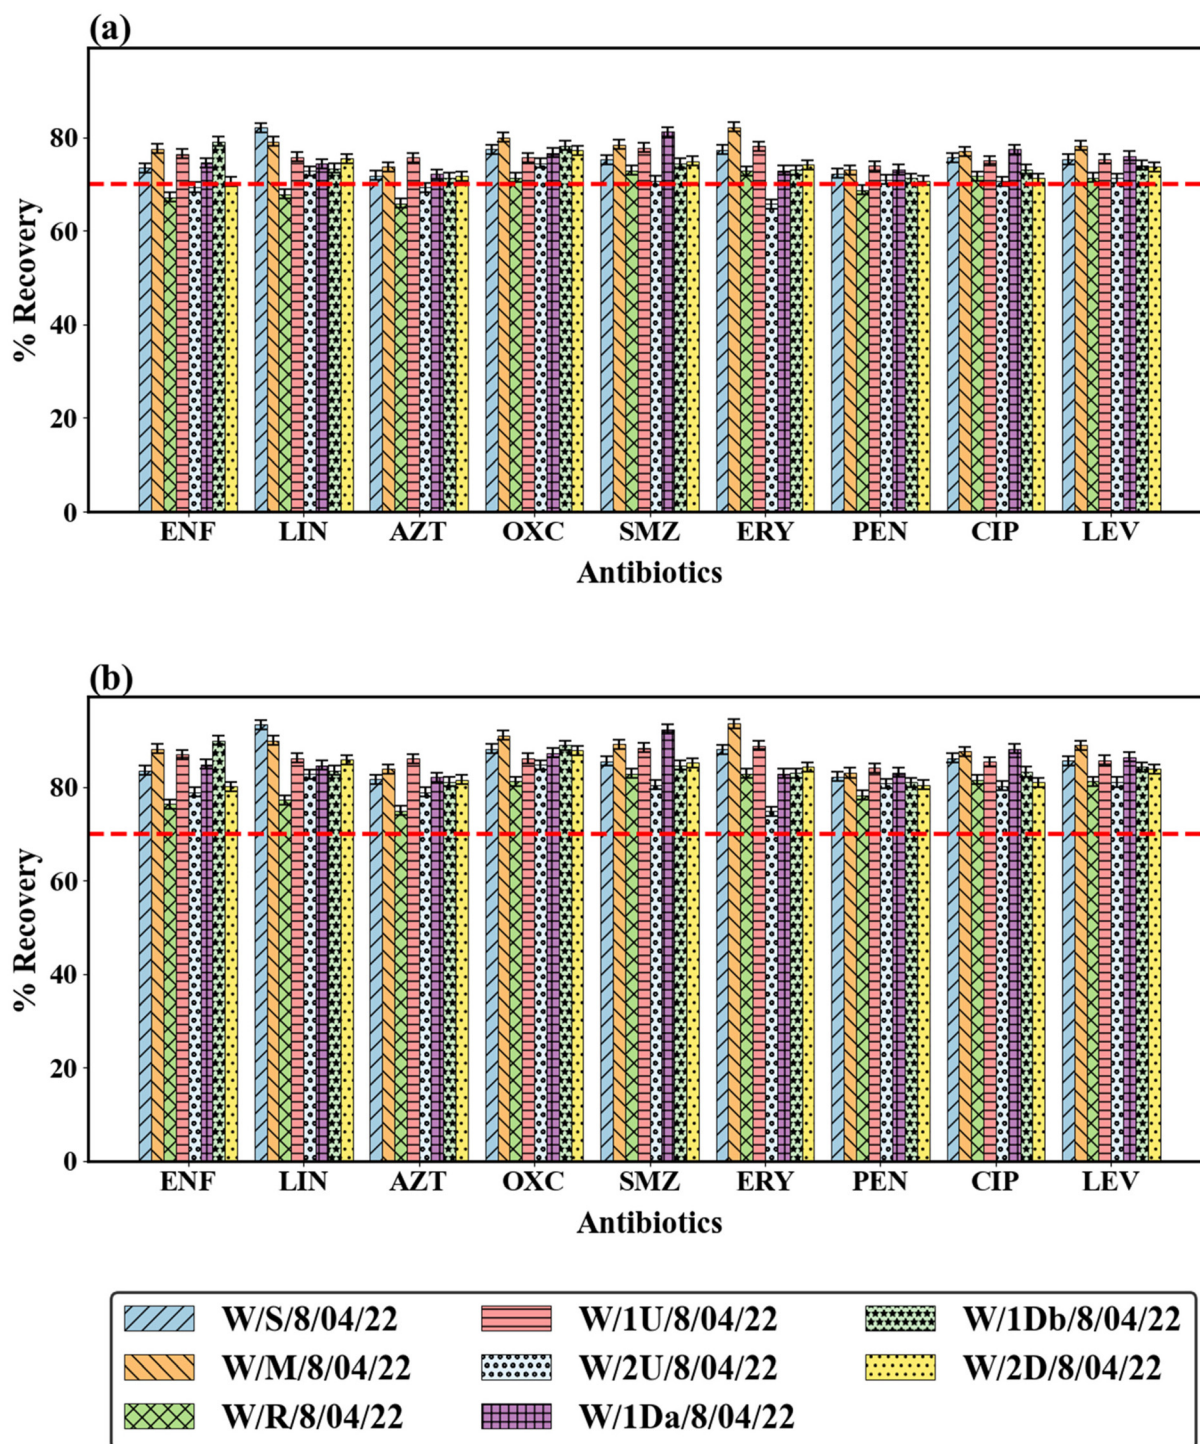 (a)
% Recovery
80
60
40
20
0
ENF LIN AZT OXC SMZ ERY PEN CIP LEV
Antibiotics
(b)
% Recovery
80
60
40
20
0
ENF LIN AZT OXC SMZ ERY PEN CIP LEV
Antibiotics
W/S/8/04/22 W/1U/8/04/22 W/1Db/8/04/22
W/M/8/04/22 W/2U/8/04/22 W/2D/8/04/22
W/R/8/04/22 W/1Da/8/04/22